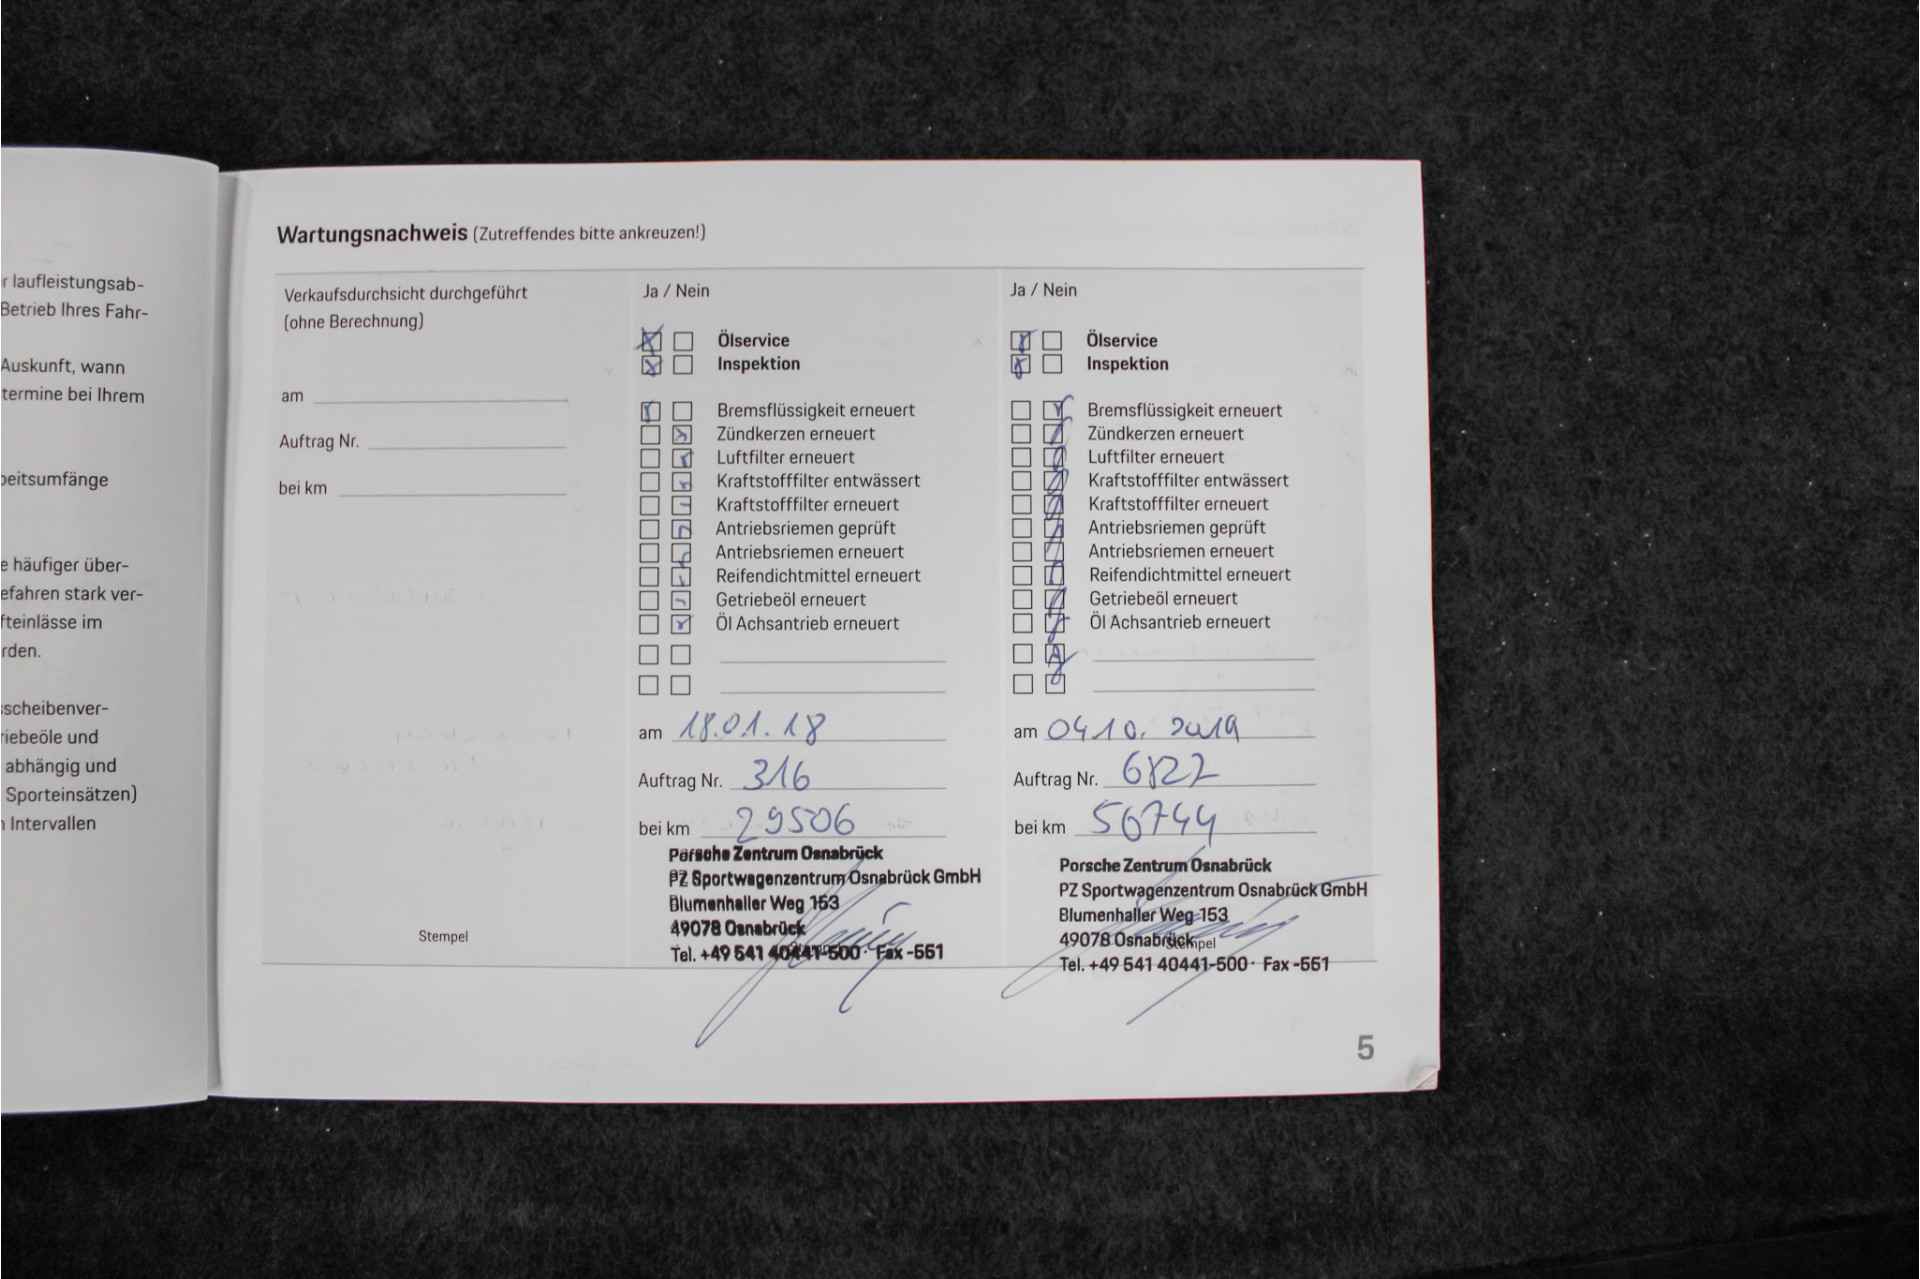 r laufleistungsab-
Betrieb Ihres Fahr-
Auskunft, wann
termine bei Ihrem
beitsumfänge
e häufiger über-
efahren stark ver-
fteinlässe im
rden.
sscheibenver-
riebeöle und
abhängig und
Sporteinsätzen)
n Intervallen
Wartungsnachweis (Zutreffendes bitte ankreuzen!)
Verkaufsdurchsicht durchgeführt
(ohne Berechnung)
am
Auftrag Nr.
bei km
Stempel
Ja / Nein
Ölservice
Inspektion
Bremsflüssigkeit erneuert
Zündkerzen erneuert
Luftfilter erneuert
Kraftstofffilter entwässert
Kraftstofffilter erneuert
Antriebsriemen geprüft
Antriebsriemen erneuert
Reifendichtmittel erneuert
Getriebeöl erneuert
Öl Achsantrieb erneuert
am 18.01.18
Auftrag Nr. 316
bei km 29506
Porsche Zentrum Osnabrück
PZ Sportwagenzentrum Osnabrück GmbH
Blumenhaller Weg 153
49078 Osnabrück
Tel. +49 541 40441-500 · Fax -551
Ja / Nein
Ölservice
Inspektion
Bremsflüssigkeit erneuert
Zündkerzen erneuert
Luftfilter erneuert
Kraftstofffilter entwässert
Kraftstofffilter erneuert
Antriebsriemen geprüft
Antriebsriemen erneuert
Reifendichtmittel erneuert
Getriebeöl erneuert
Öl Achsantrieb erneuert
am 04.10.2019
Auftrag Nr. 6822
bei km 56744
Porsche Zentrum Osnabrück
PZ Sportwagenzentrum Osnabrück GmbH
Blumenhaller Weg 153
49078 Osnabrück
Stempel
Tel. +49 541 40441-500 · Fax -551
5